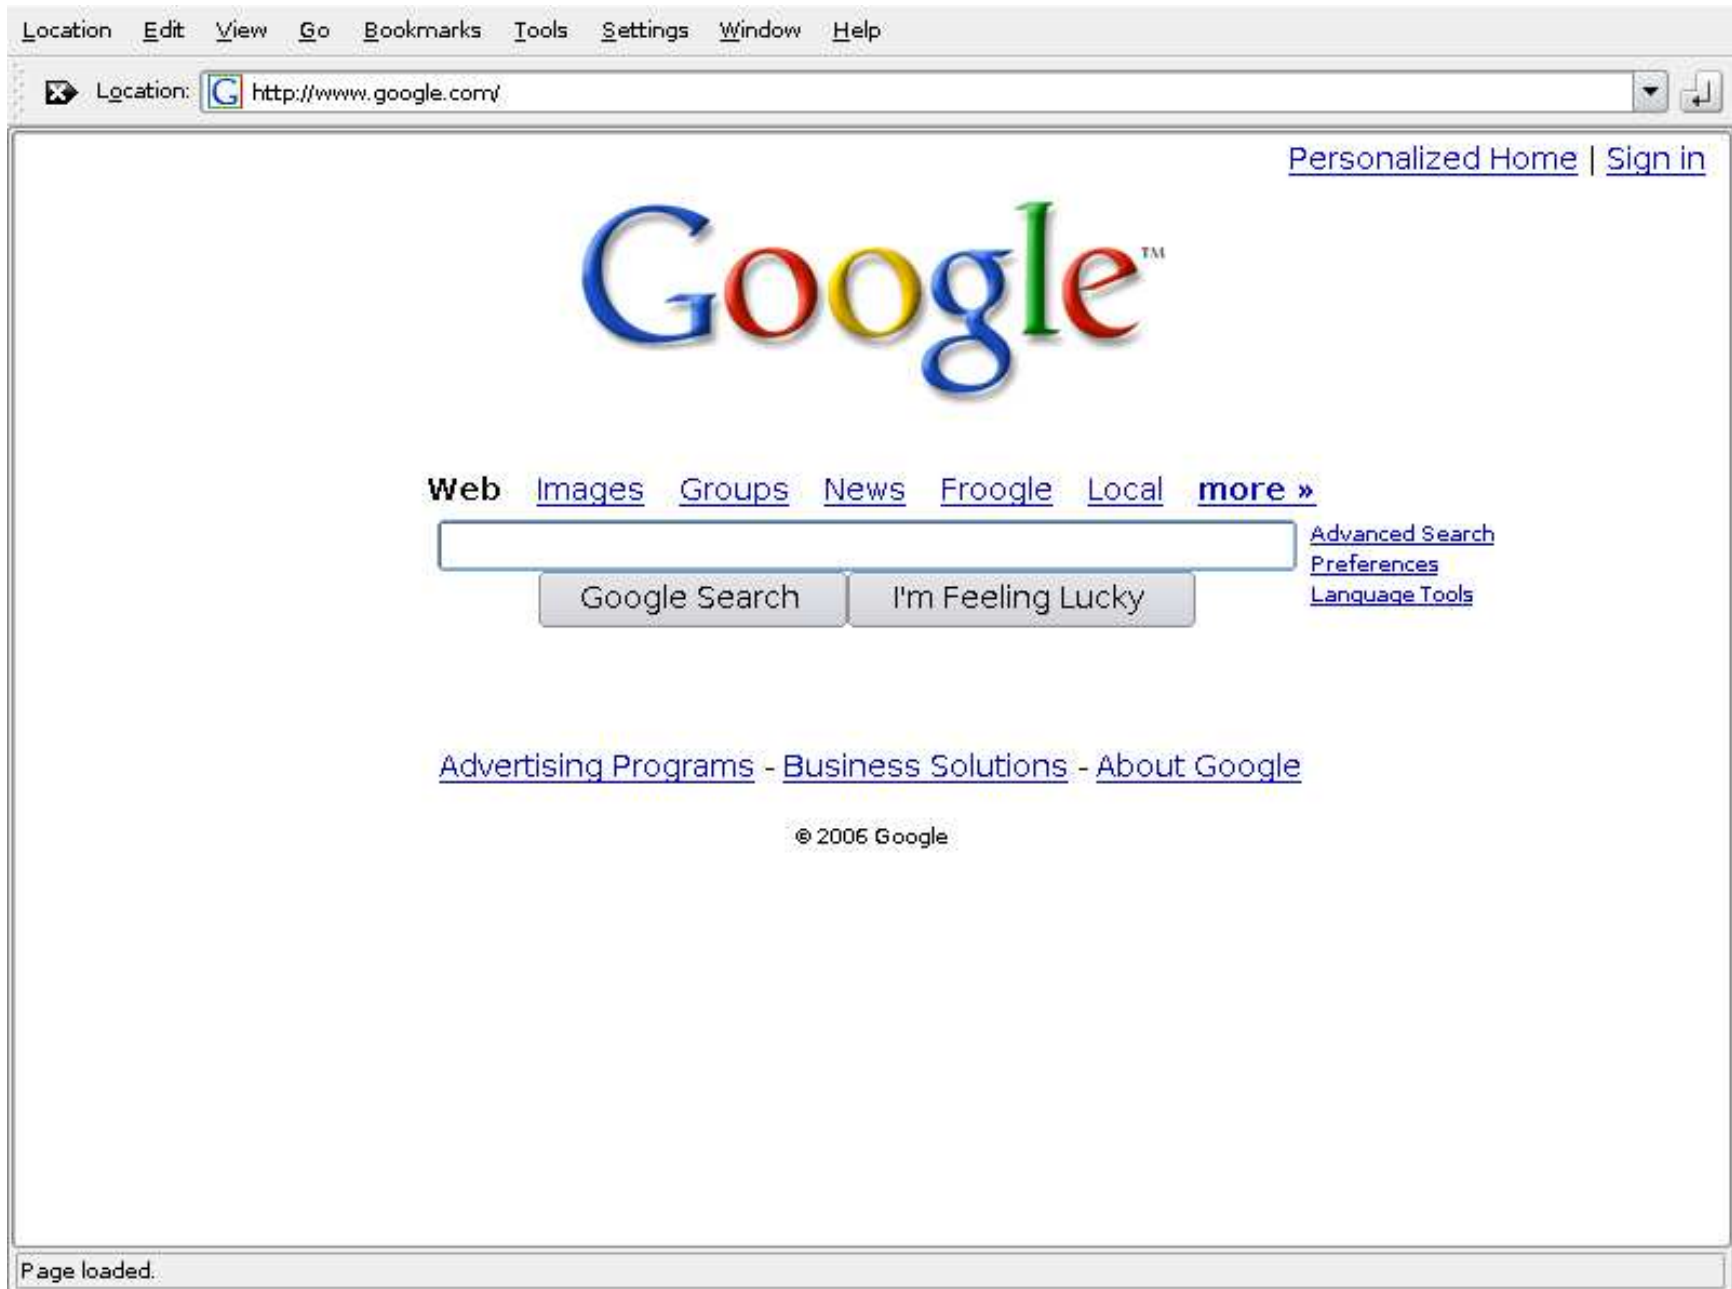 Location Edit View Go Bookmarks Tools Settings Window Help
Location: G http://www.google.com/
Personalized Home | Sign in
Google™
Web Images Groups News Froogle Local more »
Advanced Search
Preferences
Language Tools
Google Search I'm Feeling Lucky
Advertising Programs - Business Solutions - About Google
© 2006 Google
Page loaded.